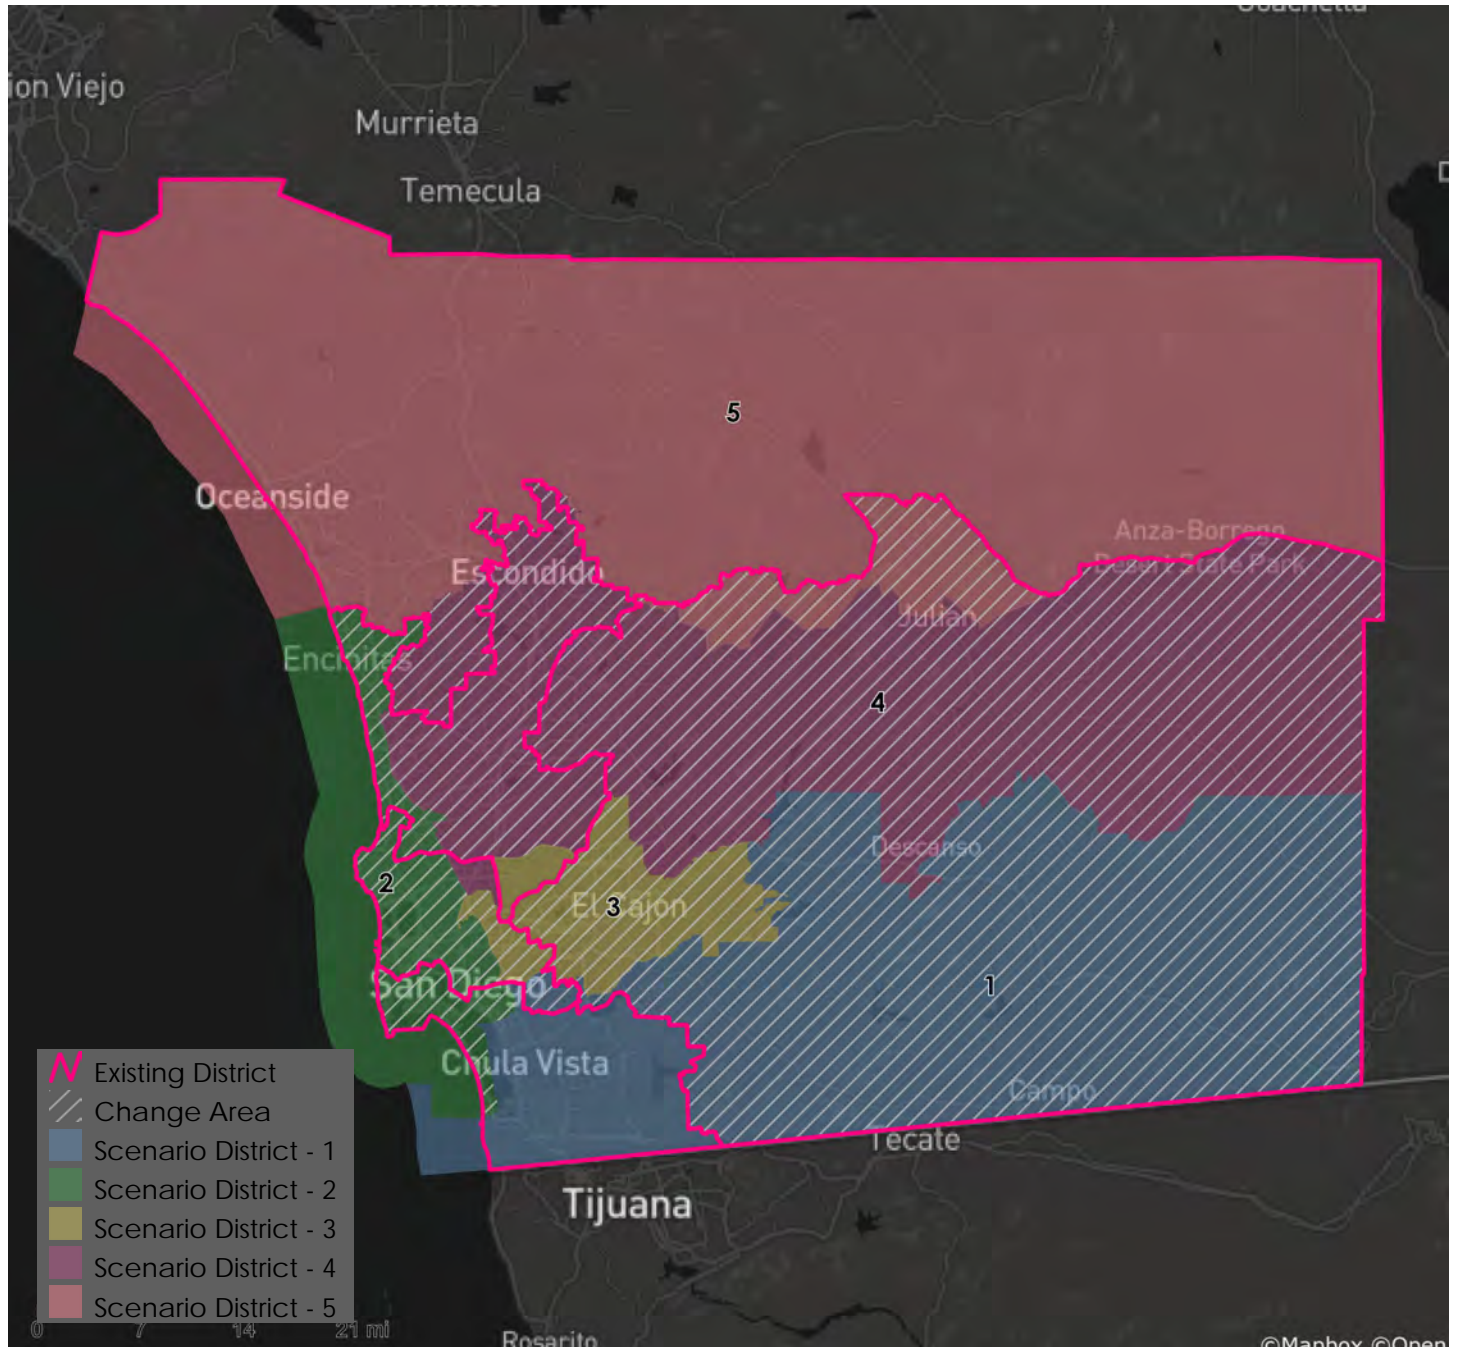 ion Viejo
Murrieta
Temecula
D
5
Oceanside
Anza-Borrego
Desert State Park
Escondido
Julian
Encinitas
4
Descanso
2
El Cajon
3
San Diego
1
Chula Vista
Campo
Tecate
Tijuana
Rosarito
Existing District
Change Area
Scenario District - 1
Scenario District - 2
Scenario District - 3
Scenario District - 4
Scenario District - 5
0 7 14 21 mi
©Mapbox ©Open